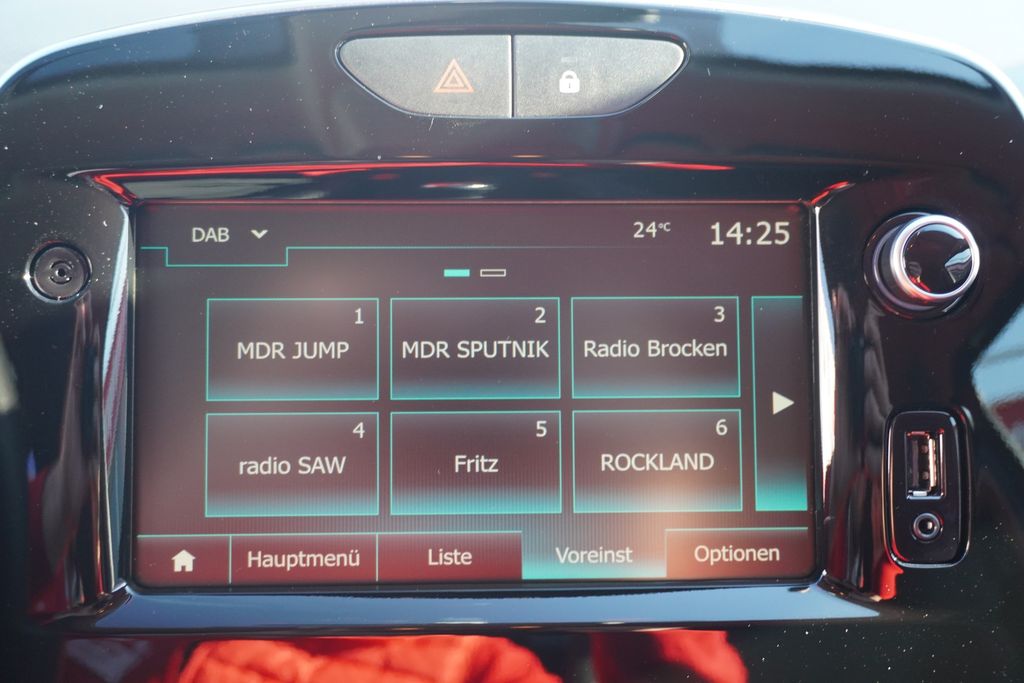 DAB 24°C 14:25
1 2 3
MDR JUMP MDR SPUTNIK Radio Brocken
4 5 6
radio SAW Fritz ROCKLAND
Hauptmenü Liste Voreinst Optionen